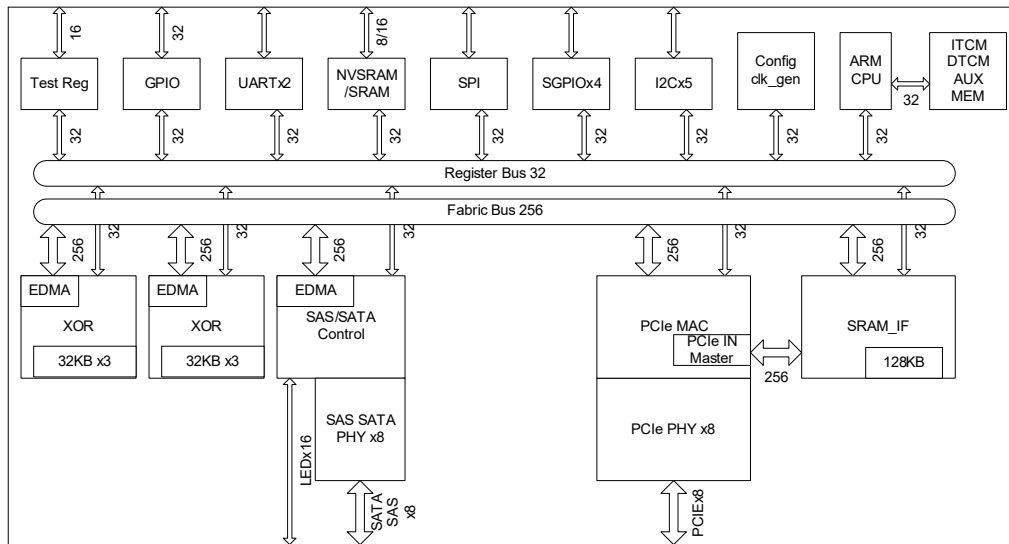 16
32
8/16
Test Reg
GPIO
UARTx2
NVSRAM
/SRAM
SPI
SGPIOx4
I2Cx5
Config
clk_gen
ARM
CPU
32
ITCM
DTCM
AUX
MEM
32
32
32
32
32
32
32
32
32
Register Bus 32
Fabric Bus 256
256
32
256
32
256
32
256
32
256
32
EDMA
XOR
32KB x3
EDMA
XOR
32KB x3
EDMA
SAS/SATA
Control
PCIe MAC
PCIe IN
Master
256
SRAM_IF
128KB
SAS SATA
PHY x8
PCIe PHY x8
LEDx16
SATA
SAS
x8
PCIEx8